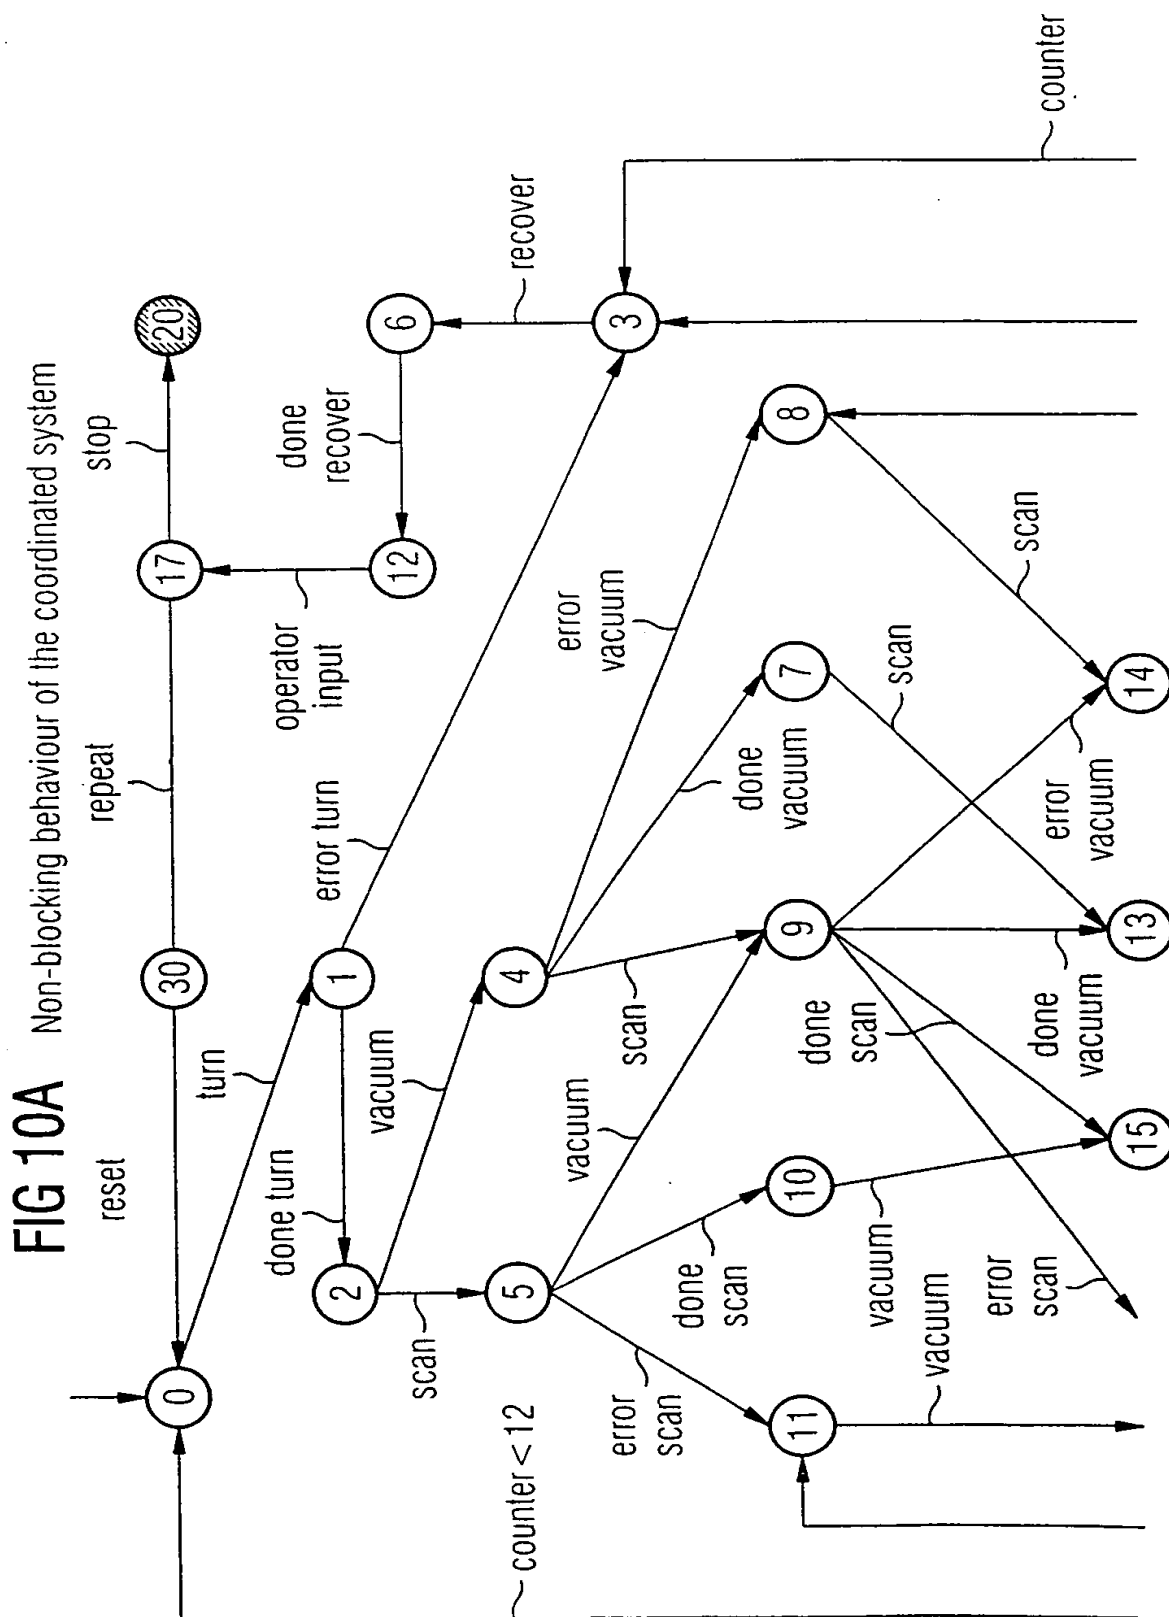 FIG 10A
Non-blocking behaviour of the coordinated system
reset
repeat
stop
0
30
17
20
turn
operator
input
done
recover
done turn
error turn
2
1
12
6
recover
scan
vacuum
counter < 12
5
4
3
counter
error
scan
done
scan
vacuum
scan
done
vacuum
error
vacuum
11
10
9
7
8
vacuum
vacuum
error
scan
done
scan
done
vacuum
error
vacuum
scan
scan
15
13
14